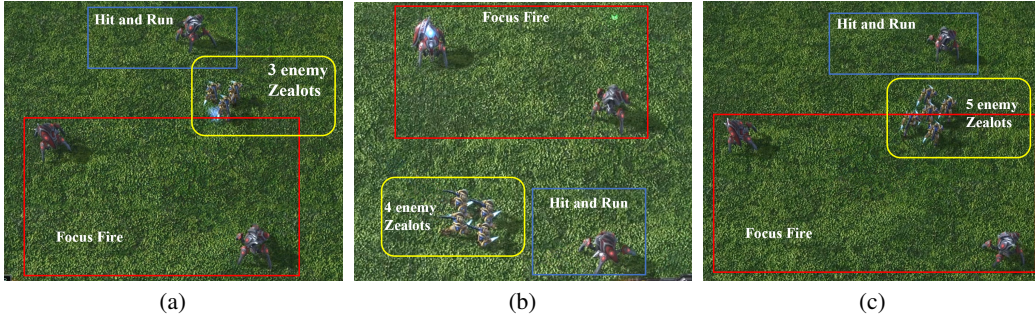 Hit and Run
3 enemy
Zealots
Focus Fire
(a)
Focus Fire
4 enemy
Zealots
Hit and Run
(b)
Hit and Run
5 enemy
Zealots
Focus Fire
(c)